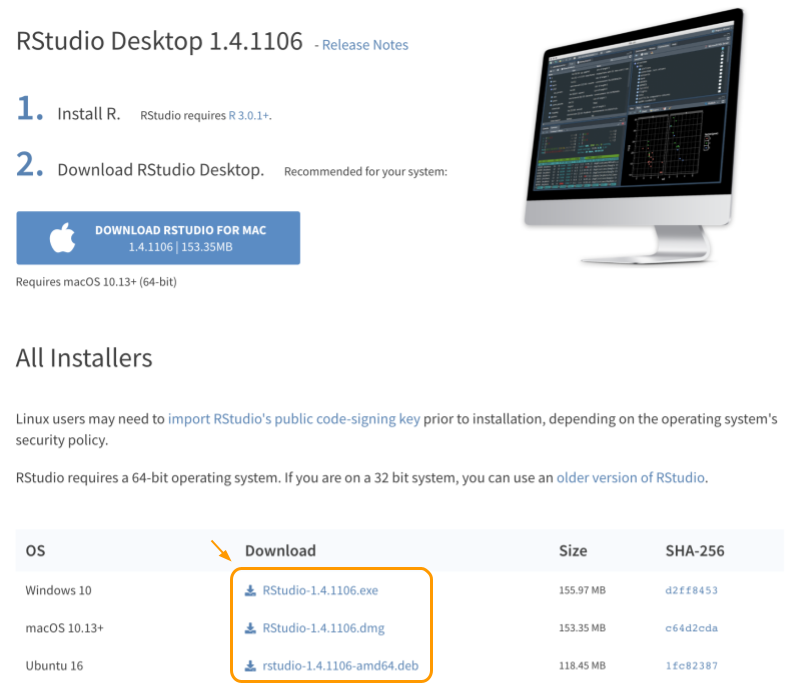 RStudio Desktop 1.4.1106 - Release Notes
1. Install R. RStudio requires R 3.0.1+.
2. Download RStudio Desktop. Recommended for your system:
DOWNLOAD RSTUDIO FOR MAC
1.4.1106 | 153.35MB
Requires macOS 10.13+ (64-bit)
All Installers
Linux users may need to import RStudio's public code-signing key prior to installation, depending on the operating system's
security policy.
RStudio requires a 64-bit operating system. If you are on a 32 bit system, you can use an older version of RStudio.
OS Download Size SHA-256
Windows 10 RStudio-1.4.1106.exe 155.97 MB d2ff8453
macOS 10.13+ RStudio-1.4.1106.dmg 153.35 MB c64d2cda
Ubuntu 16 rstudio-1.4.1106-amd64.deb 118.45 MB 1fc82387